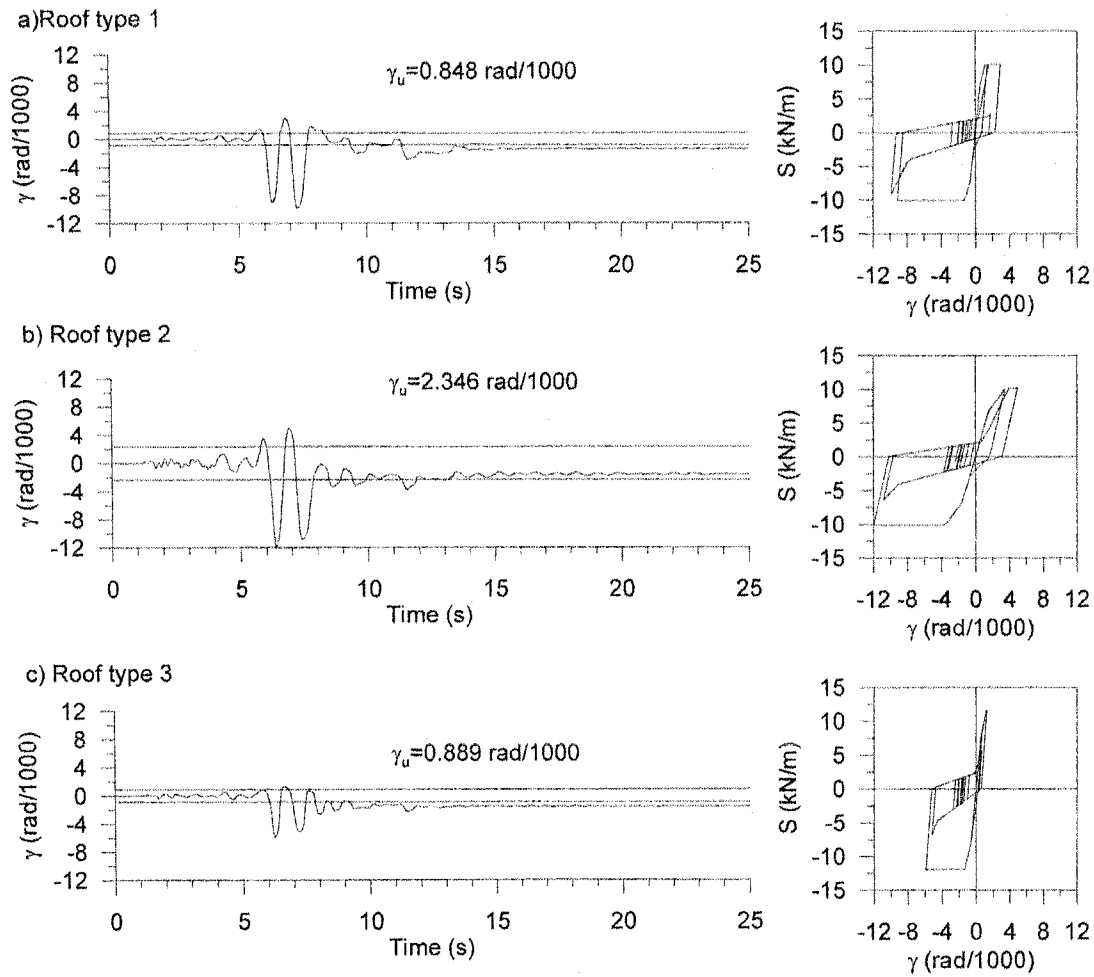 a)Roof type 1
12
8
4
0
-4
-8
-12
γ (rad/1000)
γu=0.848 rad/1000
0 5 10 15 20 25
Time (s)
15
10
5
0
-5
-10
-15
S (kN/m)
-12 -8 -4 0 4 8 12
γ (rad/1000)
b) Roof type 2
12
8
4
0
-4
-8
-12
γ (rad/1000)
γu=2.346 rad/1000
0 5 10 15 20 25
Time (s)
15
10
5
0
-5
-10
-15
S (kN/m)
-12 -8 -4 0 4 8 12
γ (rad/1000)
c) Roof type 3
12
8
4
0
-4
-8
-12
γ (rad/1000)
γu=0.889 rad/1000
0 5 10 15 20 25
Time (s)
15
10
5
0
-5
-10
-15
S (kN/m)
-12 -8 -4 0 4 8 12
γ (rad/1000)